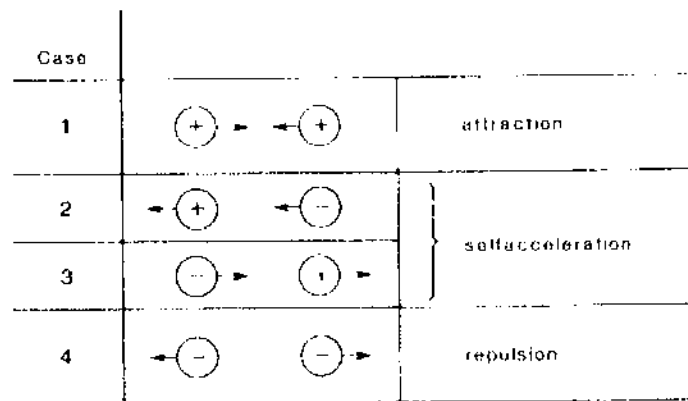 Case
1 + + attraction
2 + −
selfacceleration
3 −
4 − − repulsion